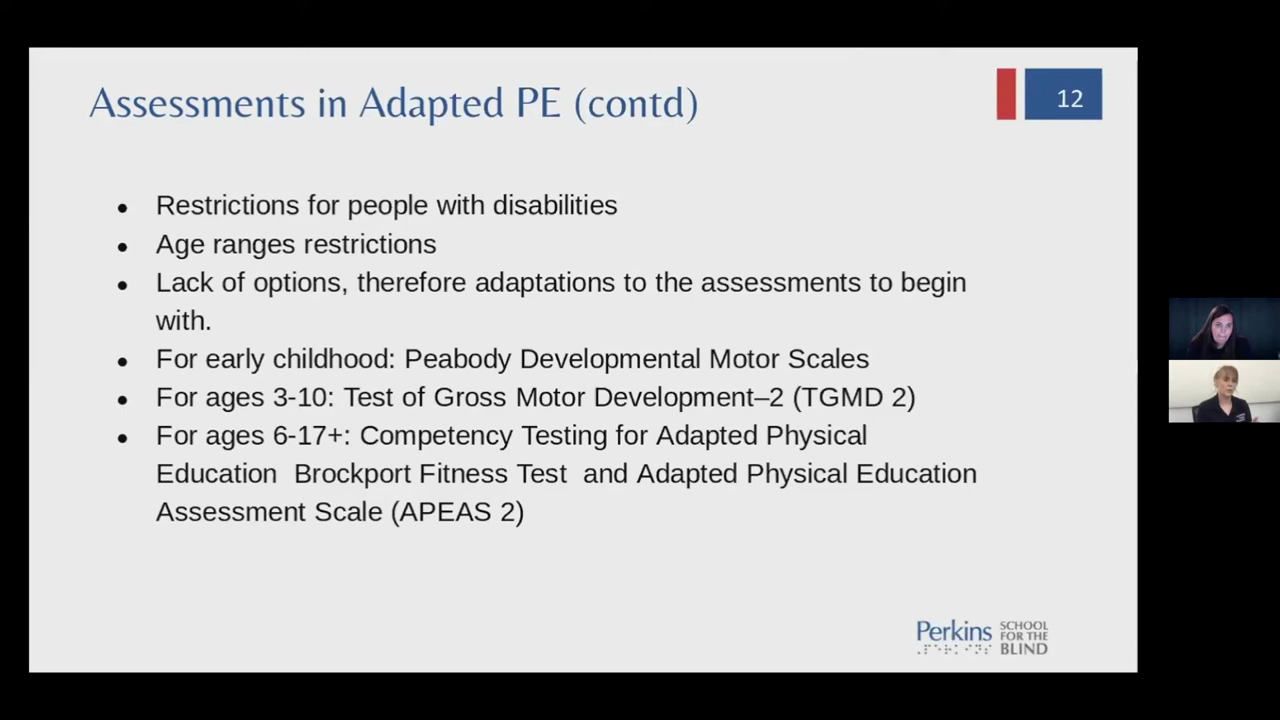 Assessments in Adapted PE (contd)
12
• Restrictions for people with disabilities
• Age ranges restrictions
• Lack of options, therefore adaptations to the assessments to begin
with.
• For early childhood: Peabody Developmental Motor Scales
• For ages 3-10: Test of Gross Motor Development–2 (TGMD 2)
• For ages 6-17+: Competency Testing for Adapted Physical
Education  Brockport Fitness Test  and Adapted Physical Education
Assessment Scale (APEAS 2)
Perkins
SCHOOL
FOR THE
BLIND